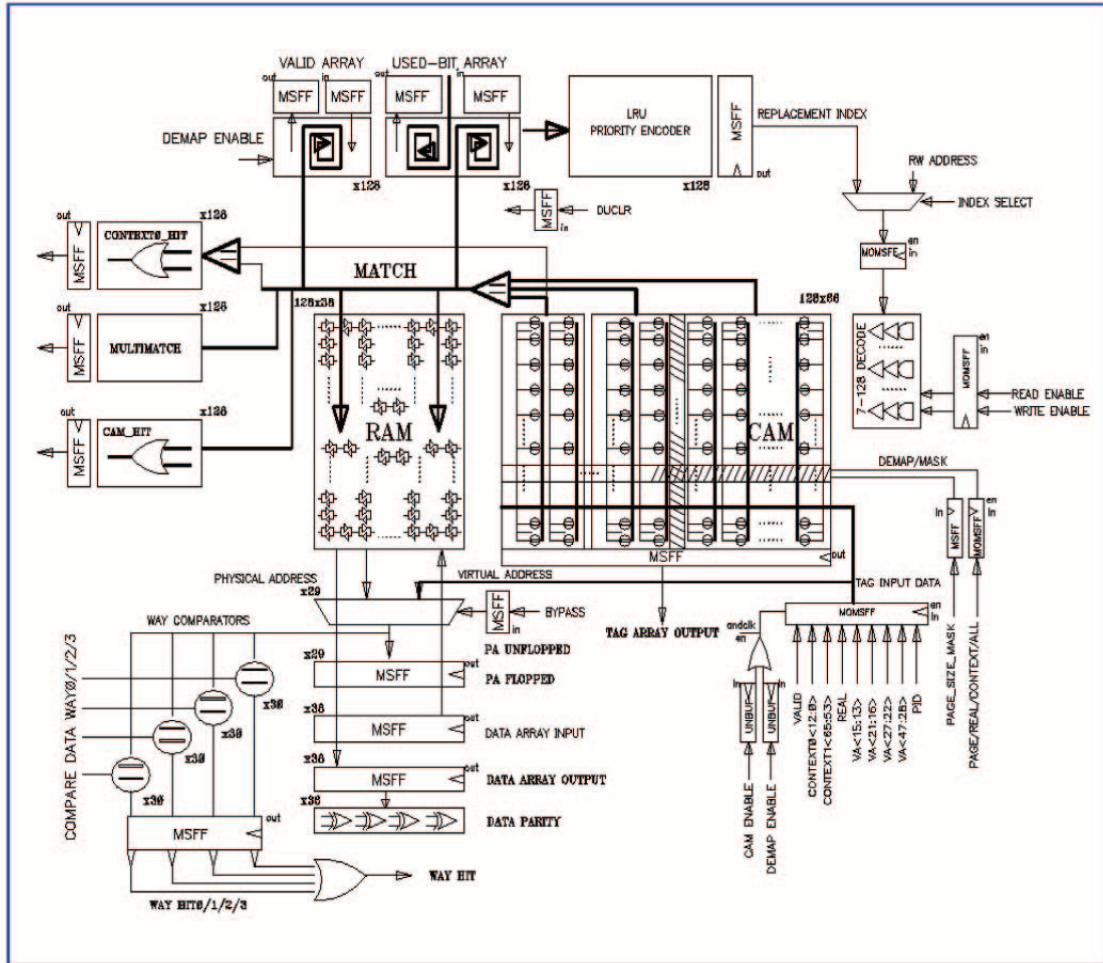 VALID ARRAY
USED-BIT ARRAY
out
in
out
in
MSFF
MSFF
MSFF
MSFF
DEMAP ENABLE
x128
x128
LRU
PRIORITY ENCODER
x128
MSFF
out
REPLACEMENT INDEX
RW ADDRESS
INDEX SELECT
en
in
MOMSFF
MSFF
in
DUCLR
out
MSFF
x128
CONTEXT0_HIT
MATCH
out
MSFF
x128
MULTIMATCH
out
MSFF
x128
CAM_HIT
128x38
RAM
128x66
CAM
MSFF
out
7-128 DECODE
en
in
MOMSFF
READ ENABLE
WRITE ENABLE
DEMAP/MASK
in
MSFF
en
in
MOMSFF
PAGE_SIZE_MASK
PAGE/REAL/CONTEXT/ALL
PHYSICAL ADDRESS
VIRTUAL ADDRESS
TAG INPUT DATA
x29
MSFF
in
BYPASS
TAG ARRAY OUTPUT
MOMSFF
en
in
andclk
en
in
UNBUF
in
UNBUF
CAM ENABLE
DEMAP ENABLE
VALID
CONTEXT0<12:0>
CONTEXT1<65:53>
REAL
VA<15:13>
VA<21:16>
VA<27:22>
VA<47:28>
PID
WAY COMPARATORS
PA UNFLOPPED
x29
MSFF
out
PA FLOPPED
x38
MSFF
DATA ARRAY INPUT
x38
MSFF
out
DATA ARRAY OUTPUT
x36
DATA PARITY
COMPARE DATA WAY0/1/2/3
x30
x30
x30
x30
MSFF
out
WAY HIT
WAY HIT0/1/2/3